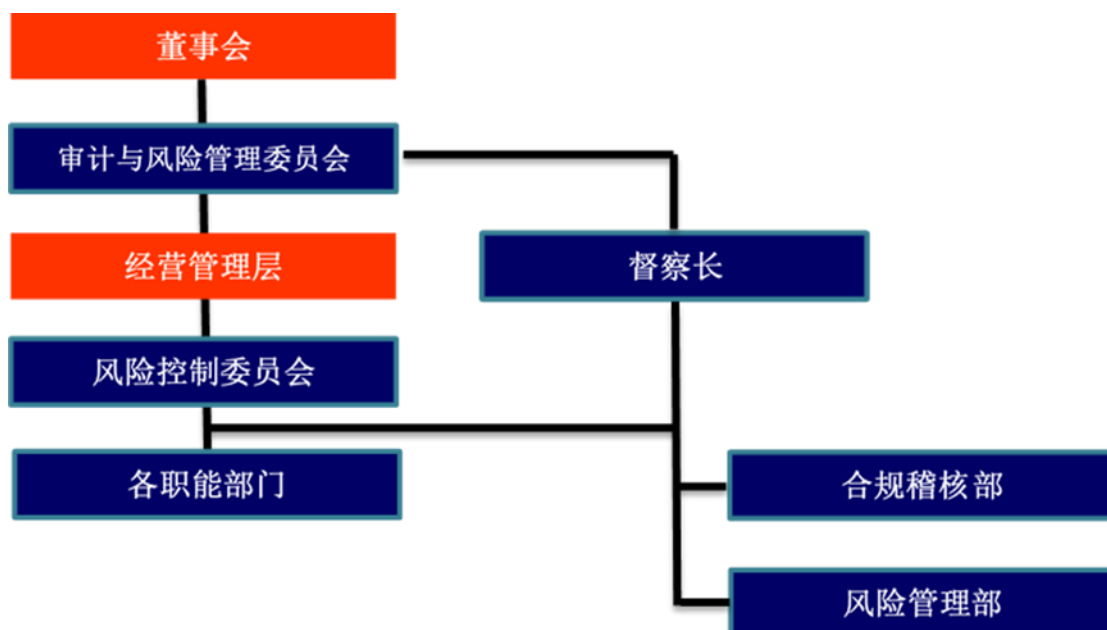 董事会
审计与风险管理委员会
经营管理层
督察长
风险控制委员会
各职能部门
合规稽核部
风险管理部